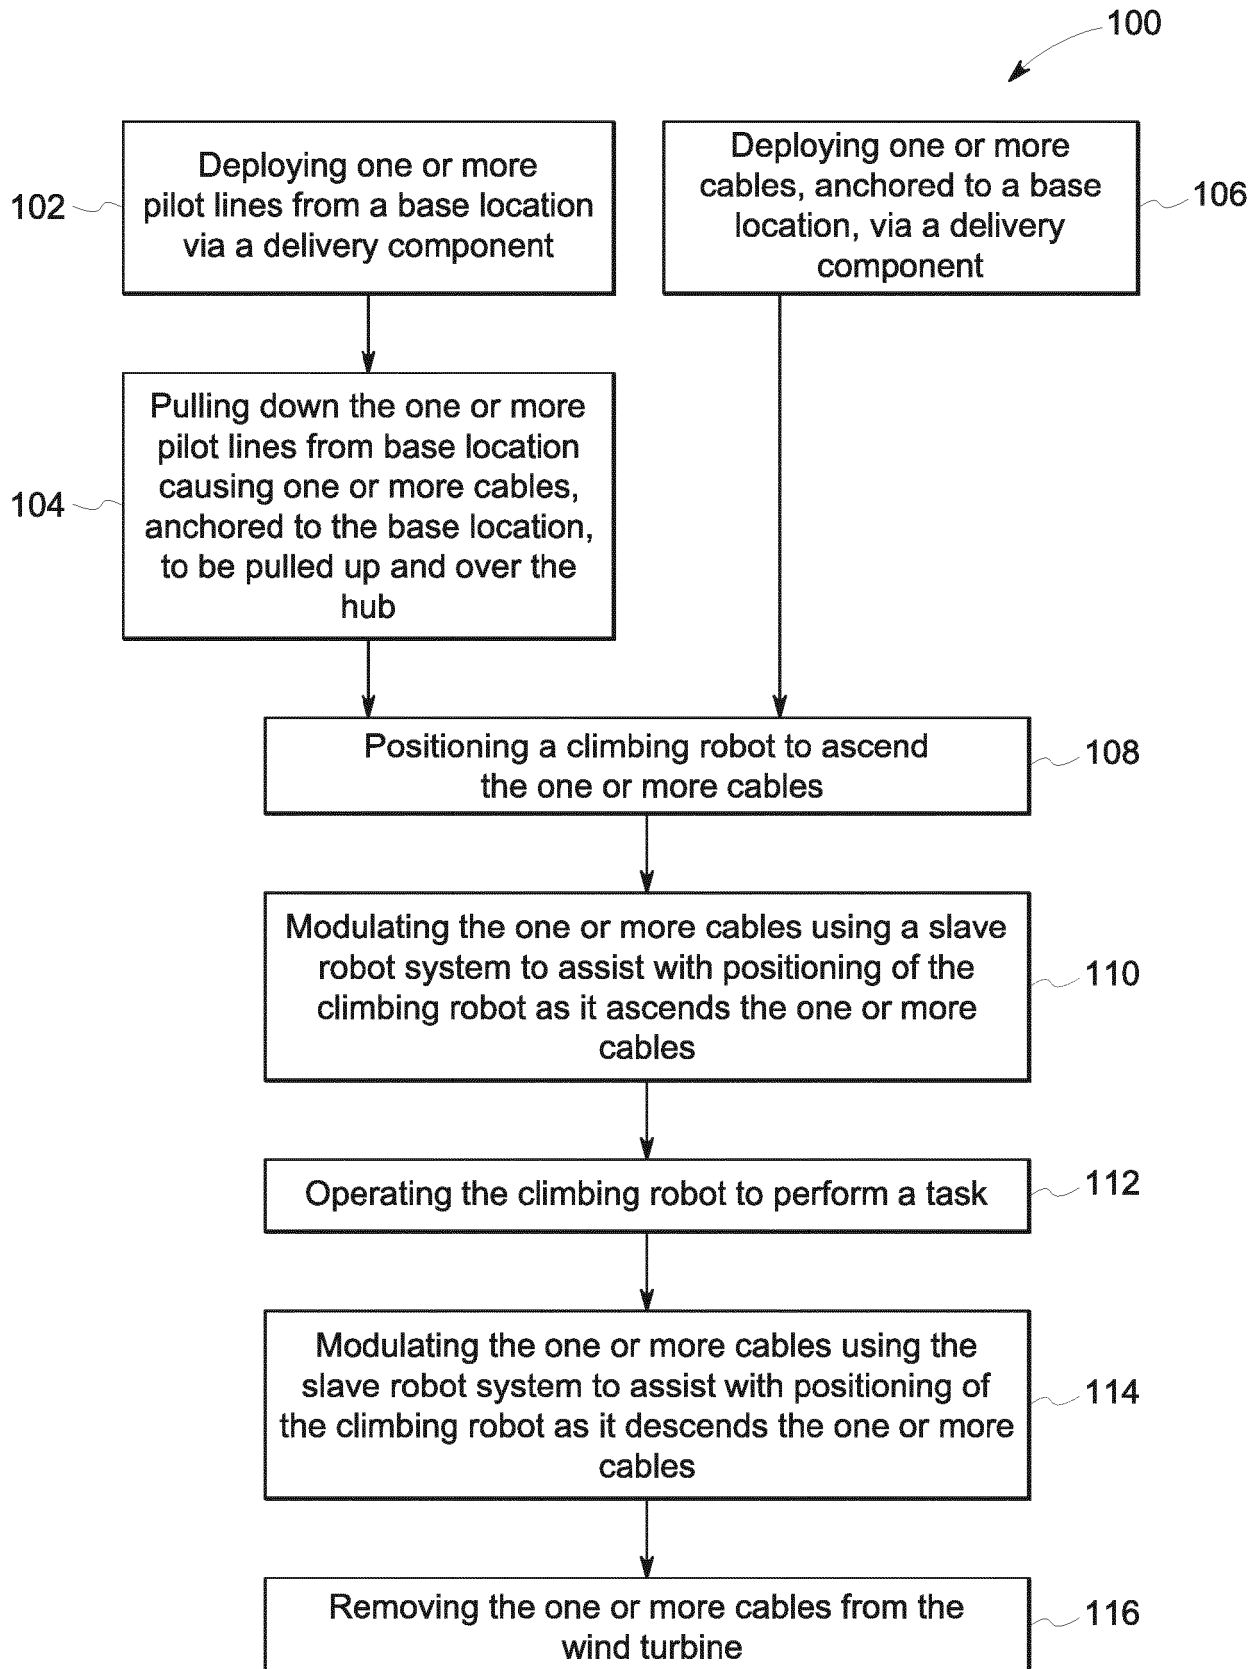 100
Deploying one or more
pilot lines from a base location
via a delivery component
102
Deploying one or more
cables, anchored to a base
location, via a delivery
component
106
Pulling down the one or more
pilot lines from base location
causing one or more cables,
anchored to the base location,
to be pulled up and over the
hub
104
Positioning a climbing robot to ascend
the one or more cables
108
Modulating the one or more cables using a slave
robot system to assist with positioning of the
climbing robot as it ascends the one or more
cables
110
Operating the climbing robot to perform a task
112
Modulating the one or more cables using the
slave robot system to assist with positioning of
the climbing robot as it descends the one or more
cables
114
Removing the one or more cables from the
wind turbine
116